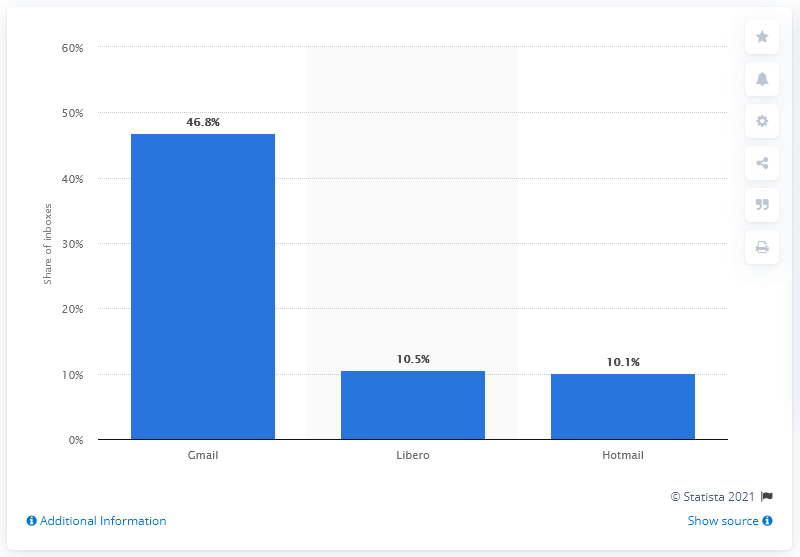 60%
50%
40%
30%
20%
10%
0%
Share of inboxes
46.8%
10.5%
10.1%
Gmail
Libero
Hotmail
© Statista 2021
Additional Information
Show source